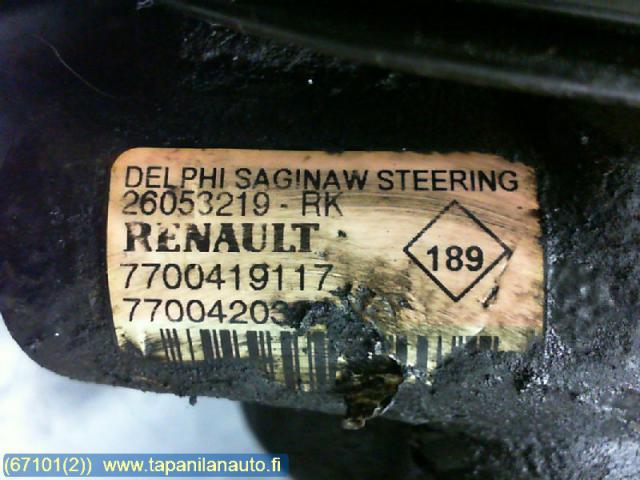 DELPHI SAGINAW STEERING
26053219 - RK
RENAULT
189
7700419117
(67101(2)) www.tapanilanauto.fi